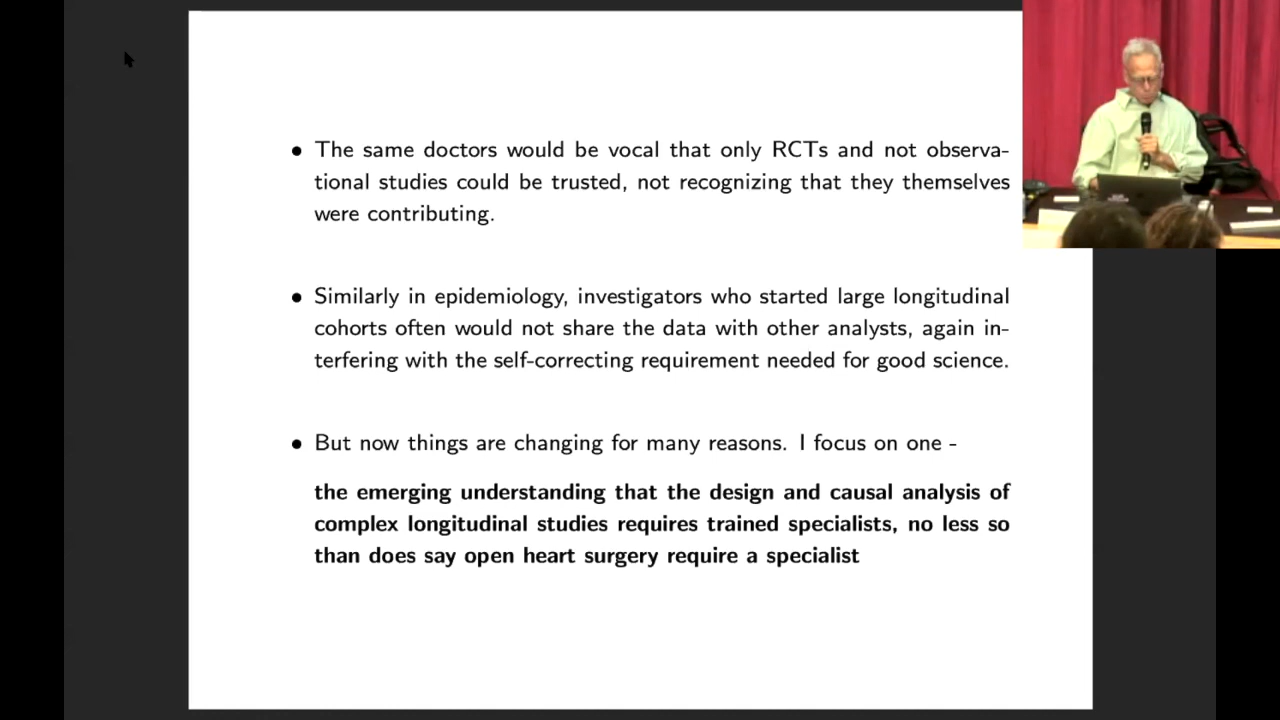 • The same doctors would be vocal that only RCTs and not observa-
tional studies could be trusted, not recognizing that they themselves
were contributing.
• Similarly in epidemiology, investigators who started large longitudinal
cohorts often would not share the data with other analysts, again in-
terfering with the self-correcting requirement needed for good science.
• But now things are changing for many reasons. I focus on one -
the emerging understanding that the design and causal analysis of
complex longitudinal studies requires trained specialists, no less so
than does say open heart surgery require a specialist